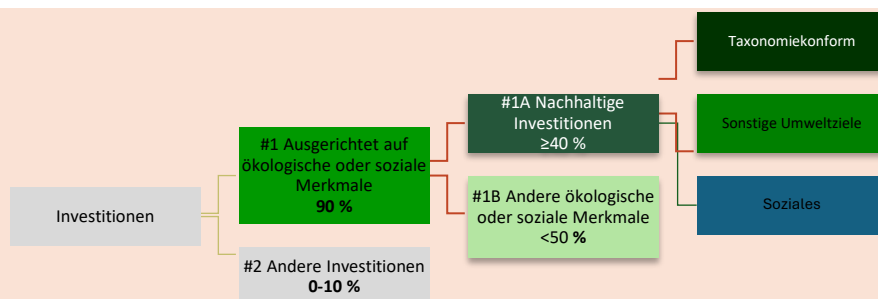 Investitionen
#1 Ausgerichtet auf
ökologische oder soziale
Merkmale
90 %
#2 Andere Investitionen
0-10 %
#1A Nachhaltige
Investitionen
≥40 %
#1B Andere ökologische
oder soziale Merkmale
<50 %
Taxonomiekonform
Sonstige Umweltziele
Soziales